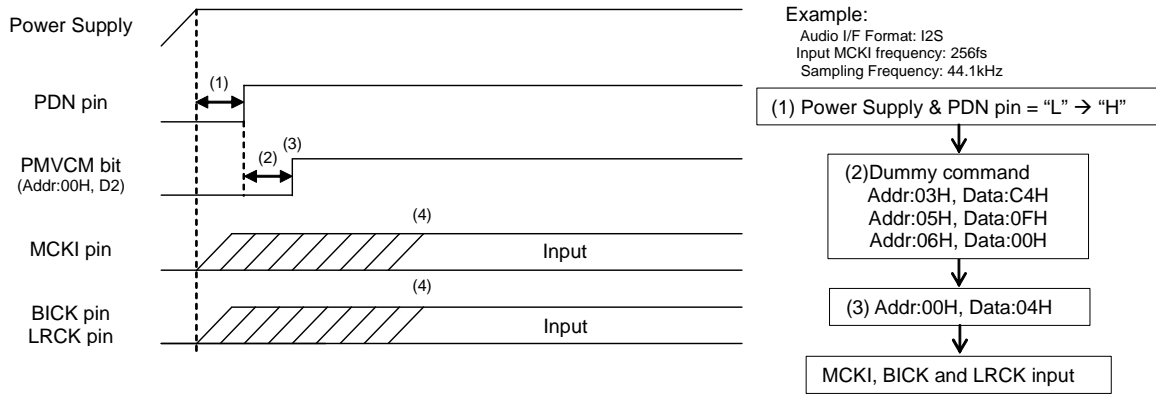 Power Supply
(1)
PDN pin
(2)
(3)
PMVCM bit
(Addr:00H, D2)
(4)
MCKI pin
Input
(4)
BICK pin
LRCK pin
Input
Example:
Audio I/F Format: I2S
Input MCKI frequency: 256fs
Sampling Frequency: 44.1kHz
(1) Power Supply & PDN pin = “L” → “H”
(2)Dummy command
Addr:03H, Data:C4H
Addr:05H, Data:0FH
Addr:06H, Data:00H
(3) Addr:00H, Data:04H
MCKI, BICK and LRCK input